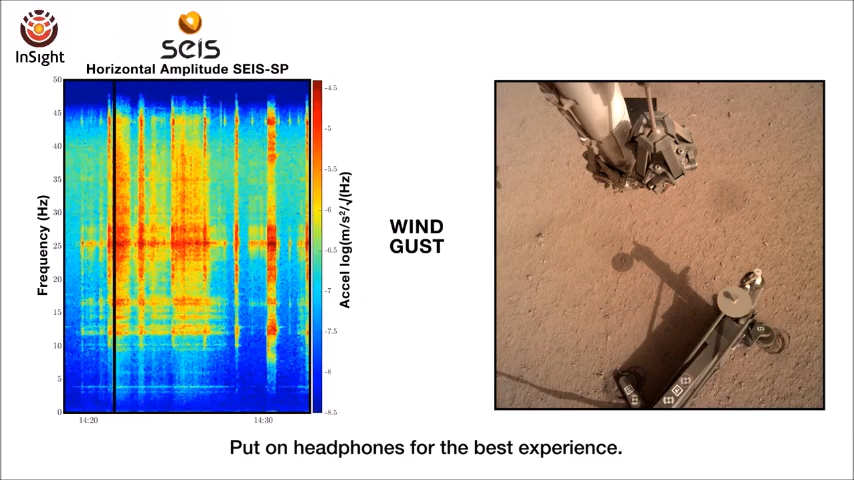 InSight
seis
Horizontal Amplitude SEIS-SP
Frequency (Hz)
50
45
40
35
30
25
20
15
10
5
0
14:20
14:30
-4.5
-5
-5.5
-6
-6.5
-7
-7.5
-8
-8.5
Accel log(m/s²/√(Hz)
WIND
GUST
Put on headphones for the best experience.